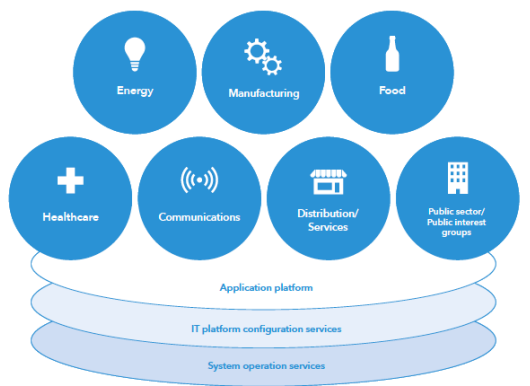 Energy
Manufacturing
Food
Healthcare
Communications
Distribution/
Services
Public sector/
Public interest
groups
Application platform
IT platform configuration services
System operation services